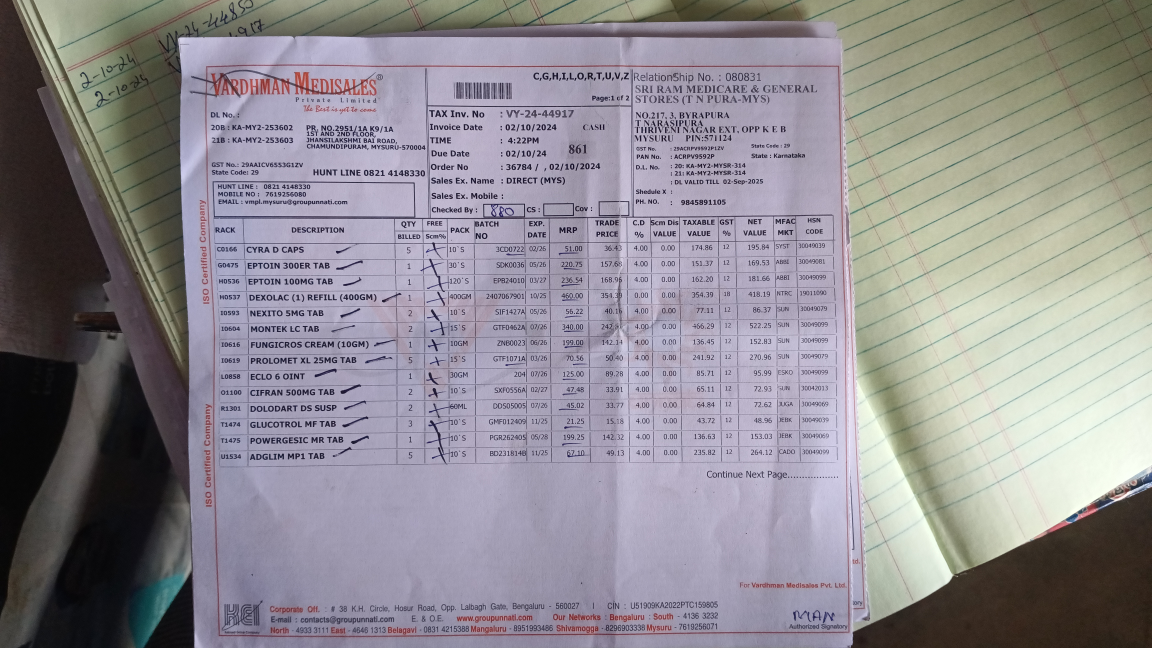 2-10-24
2-10-24
VARDHMAN MEDISALES
Private Limited
The Best is yet to come
DL No. :
20B : KA-MY2-253602
21B : KA-MY2-253603
PR, NO.2951/1A K9/1A
1ST AND 2ND FLOOR,
JHANSILAKSHMI BAI ROAD,
CHAMUNDIPURAM, MYSURU-570004
GST No: 29AAICV6553G1ZV
State Code: 29
HUNT LINE 0821 4148330
HUNT LINE : 0821 4148330
MOBILE NO : 7619256080
EMAIL : vmpl.mysuru@groupunnati.com
C,G,H,I,L,O,R,T,U,V,Z
Page:1 of 2
TAX Inv. No : VY-24-44917
Invoice Date : 02/10/2024 CASH
TIME : 4:22PM
Due Date : 02/10/24 861
Order No : 36784 / , 02/10/2024
Sales Ex. Name : DIRECT (MYS)
Sales Ex. Mobile :
Checked By : 880 CS : Cov :
RelationShip No. : 080831
SRI RAM MEDICARE & GENERAL
STORES (T N PURA-MYS)
NO.217, 3, BYRAPURA
T NARASIPURA
THRIVENI NAGAR EXT, OPP K E B
MYSURU PIN:571124
GST No. : 29ACRPV9592P1ZV State Code : 29
PAN No. : ACRPV9592P State : Karnataka
D.L No. : 20: KA-MY2-MYSR-314
: 21: KA-MY2-MYSR-314
: DL VALID TILL 02-Sep-2025
Shedule X :
PH. NO. : 9845891105
RACK DESCRIPTION QTY BILLED FREE Scm% PACK BATCH NO EXP. DATE MRP TRADE PRICE C.D % Scm Dis VALUE TAXABLE VALUE GST % NET VALUE MFAC MKT HSN CODE
C0166 CYRA D CAPS 5 10`S 3CD0722 02/26 51.00 36.43 4.00 0.00 174.86 12 195.84 SYST 30049039
G0475 EPTOIN 300ER TAB 1 30`S SDK0036 05/26 220.75 157.68 4.00 0.00 151.37 12 169.53 ABBI 30049081
H0536 EPTOIN 100MG TAB 1 120`S EPB24010 03/27 236.54 168.96 4.00 0.00 162.20 12 181.66 ABBI 30049099
H0537 DEXOLAC (1) REFILL (400GM) 1 400GM 2407067901 10/25 460.00 354.39 0.00 0.00 354.39 18 418.19 NTRC 19011090
I0593 NEXITO 5MG TAB 2 10`S SIF1427A 05/26 56.22 40.16 4.00 0.00 77.11 12 86.37 SUN 30049079
I0604 MONTEK LC TAB 2 15`S GTF0462A 07/26 340.00 4.00 0.00 466.29 12 522.25 SUN 30049099
I0616 FUNGICROS CREAM (10GM) 1 10GM ZNB0023 06/26 199.00 142.14 4.00 0.00 136.45 12 152.83 SUN 30049099
I0619 PROLOMET XL 25MG TAB 5 15`S GTF1071A 03/26 70.56 50.40 4.00 0.00 241.92 12 270.96 SUN 30049079
L0858 ECLO 6 OINT 1 30GM 204 07/26 125.00 89.28 4.00 0.00 85.71 12 95.99 ESKO 30049099
O1100 CIFRAN 500MG TAB 2 10`S SXF0556A 02/27 47.48 33.91 4.00 0.00 65.11 12 72.93 SUN 30042013
R1301 DOLODART DS SUSP 2 60ML DDS05005 07/26 45.02 33.77 4.00 0.00 64.84 12 72.62 JUGA 30049069
T1474 GLUCOTROL MF TAB 3 10`S GMF012409 11/25 21.25 15.18 4.00 0.00 43.72 12 48.96 JEBK 30049039
T1475 POWERGESIC MR TAB 1 10`S PGR262405 05/28 199.25 142.32 4.00 0.00 136.63 12 153.03 JEBK 30049069
U1534 ADGLIM MP1 TAB 5 10`S BD231814B 11/25 67.10 49.13 4.00 0.00 235.82 12 264.12 CADO 30049099
Continue Next Page..................
ISO Certified Company
ISO Certified Company
For Vardhman Medisales Pvt. Ltd.
MAN
Authorized Signatory
KEI
Corporate Off. : # 36 K.H. Circle, Hosur Road, Opp. Lalbagh Gate, Bengaluru - 560027 | CIN : U51909KA2022PTC159805
E-mail : contacts@groupunnati.com E. & O.E. www.groupunnati.com Our Networks : Bengaluru : South - 4136 3232
North - 4933 3111 East - 4646 1313 Belagavi - 0831 4215388 Mangaluru - 8951993486 Shivamogga - 8296903336 Mysuru - 7619256071